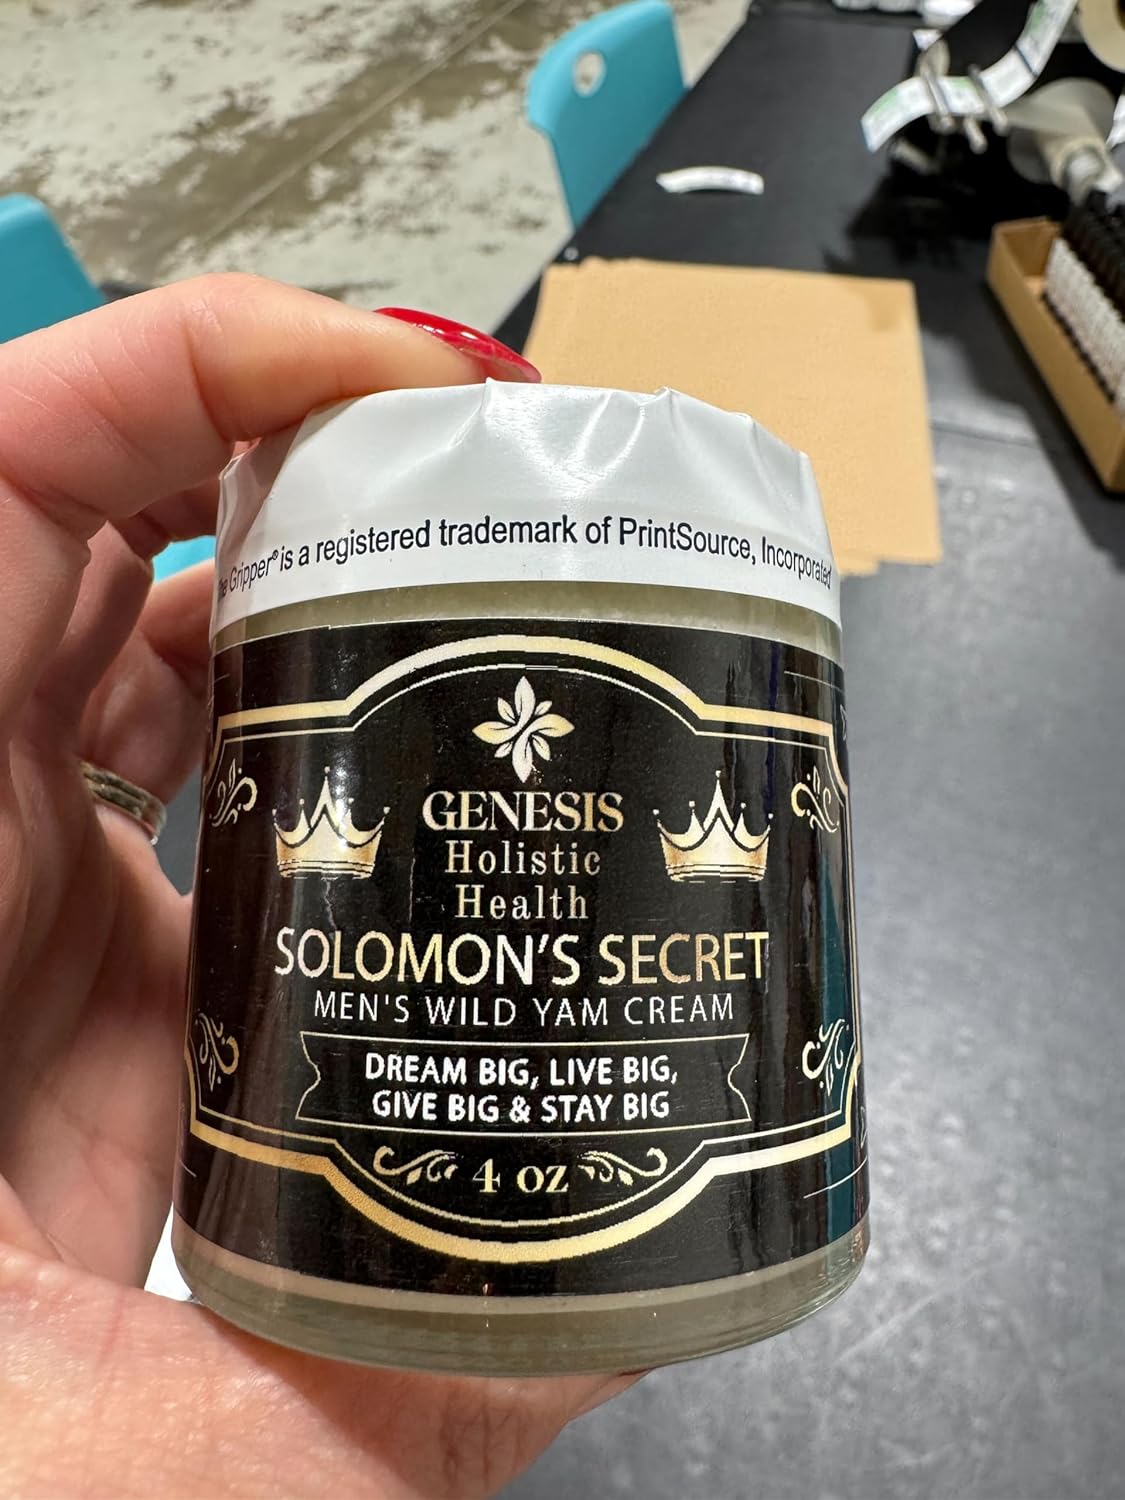 Gripper® is a registered trademark of PrintSource, Incorporated
GENESIS
Holistic
Health
SOLOMON'S SECRET
MEN'S WILD YAM CREAM
DREAM BIG, LIVE BIG,
GIVE BIG & STAY BIG
4 oz